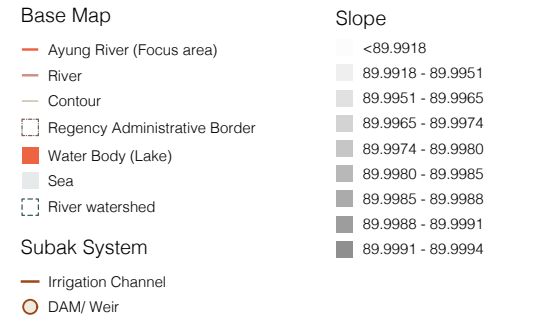 Base Map
Ayung River (Focus area)
River
Contour
Regency Administrative Border
Water Body (Lake)
Sea
River watershed
Subak System
Irrigation Channel
DAM/ Weir
Slope
<89.9918
89.9918 - 89.9951
89.9951 - 89.9965
89.9965 - 89.9974
89.9974 - 89.9980
89.9980 - 89.9985
89.9985 - 89.9988
89.9988 - 89.9991
89.9991 - 89.9994